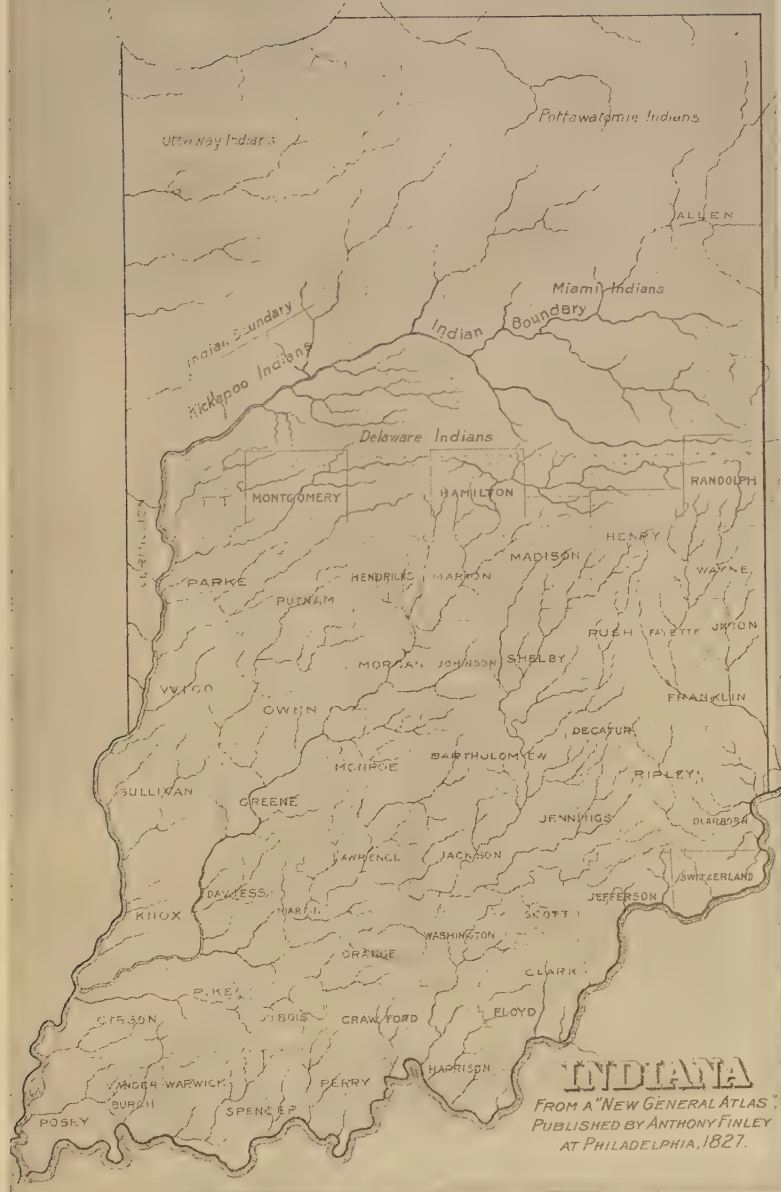 Pottawatomie Indians
Ottaway Indians
ALLEN
Miami Indians
Indian Boundary
Indian Boundary
Kickapoo Indians
Delaware Indians
RANDOLPH
MONTGOMERY
HAMILTON
HENRY
MADISON
WAYNE
HENDRICKS
MARION
PARKE
PUTNAM
RUSH
FAYETTE
SHELBY
MORGAN
JOHNSON
VIGO
FRANKLIN
OWEN
DECATUR
BARTHOLOMEW
MONROE
RIPLEY
SULLIVAN
GREENE
JENNINGS
DEARBORN
LAWRENCE
JACKSON
SWITZERLAND
DAVIESS
JEFFERSON
MARTIN
KNOX
SCOTT
WASHINGTON
ORANGE
CLARK
PIKE
GIBSON
DUBOIS
CRAWFORD
FLOYD
HARRISON
VANDER
BURGH
WARWICK
PERRY
SPENCER
POSEY
INDIANA
FROM A "NEW GENERAL ATLAS",
PUBLISHED BY ANTHONY FINLEY
AT PHILADELPHIA, 1827.